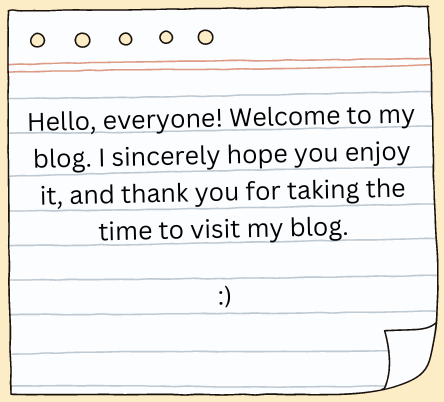 Hello, everyone! Welcome to my
blog. I sincerely hope you enjoy
it, and thank you for taking the
time to visit my blog.
:)